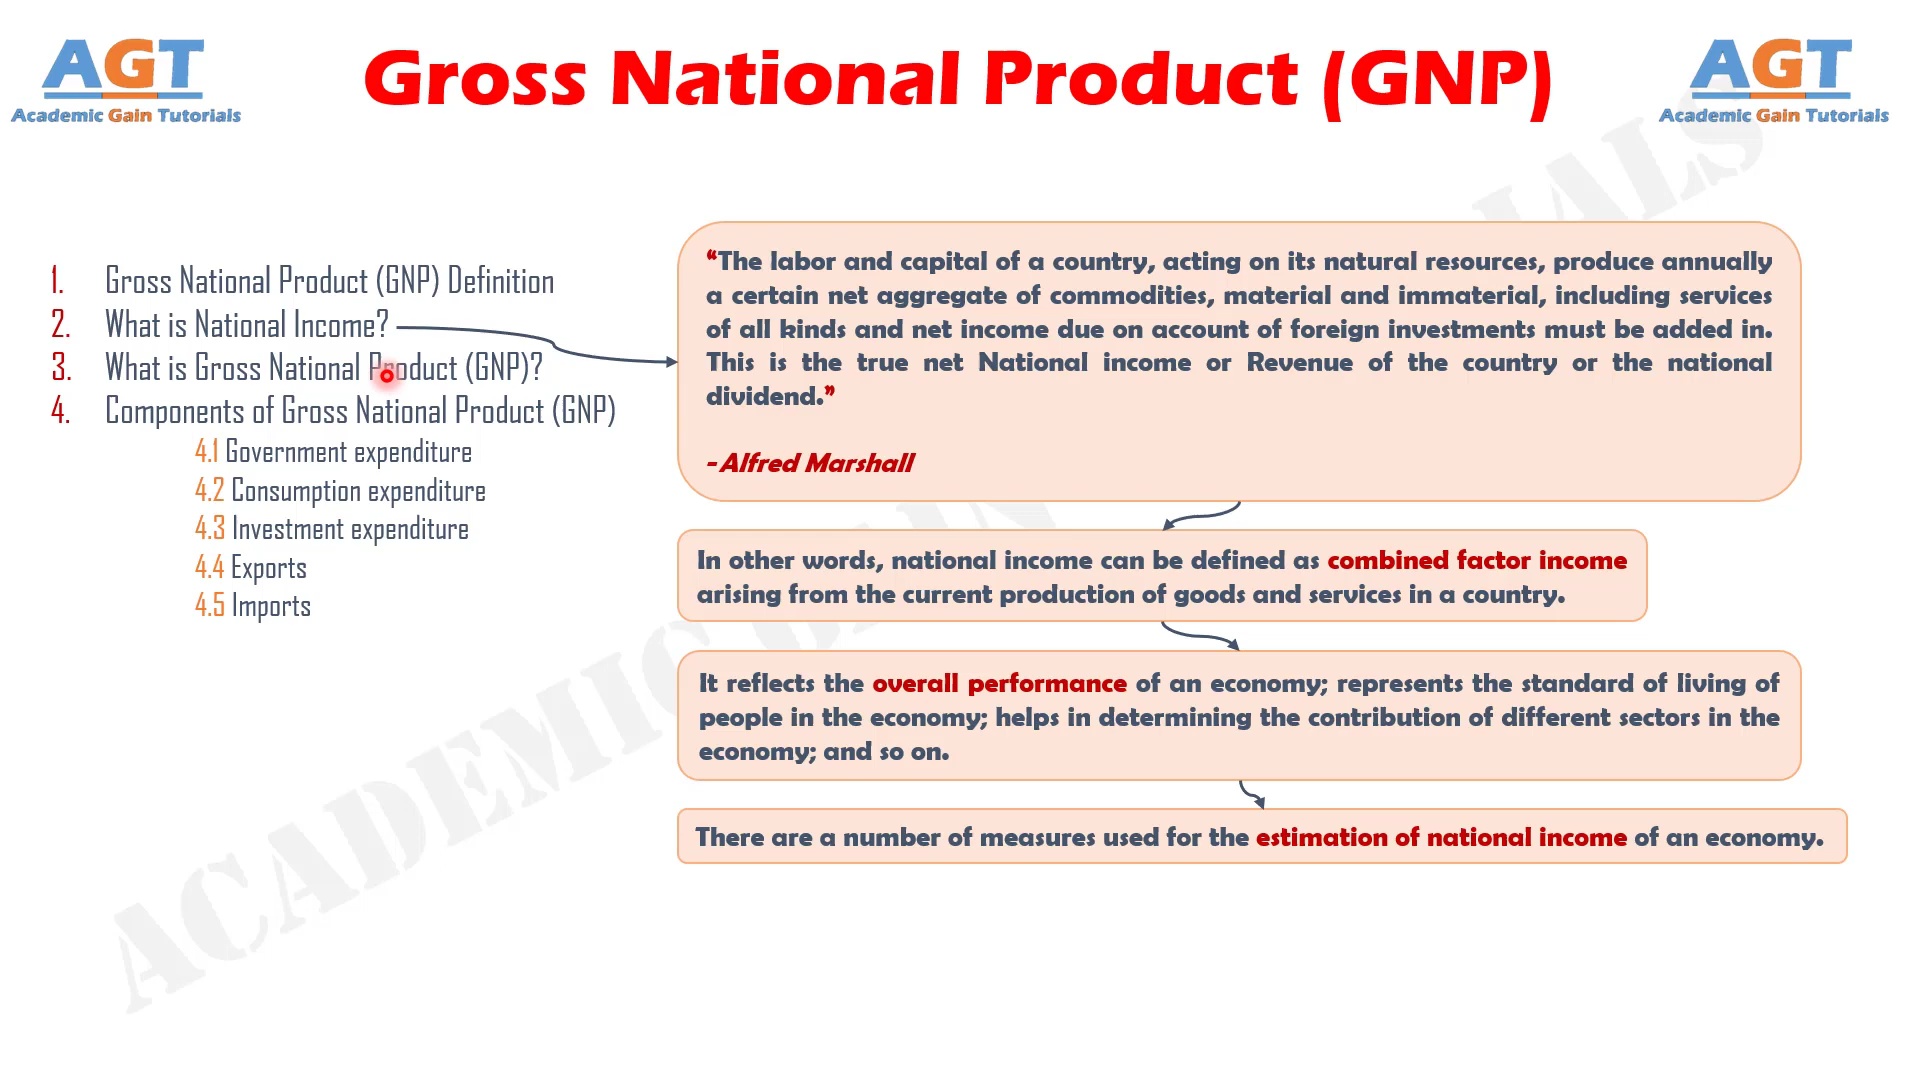 AGT
Academic Gain Tutorials
Gross National Product (GNP)
AGT
Academic Gain Tutorials
1. Gross National Product (GNP) Definition
2. What is National Income?
3. What is Gross National Product (GNP)?
4. Components of Gross National Product (GNP)
4.1 Government expenditure
4.2 Consumption expenditure
4.3 Investment expenditure
4.4 Exports
4.5 Imports
“The labor and capital of a country, acting on its natural resources, produce annually
a certain net aggregate of commodities, material and immaterial, including services
of all kinds and net income due on account of foreign investments must be added in.
This is the true net National income or Revenue of the country or the national
dividend.”
- Alfred Marshall
In other words, national income can be defined as combined factor income
arising from the current production of goods and services in a country.
It reflects the overall performance of an economy; represents the standard of living of
people in the economy; helps in determining the contribution of different sectors in the
economy; and so on.
There are a number of measures used for the estimation of national income of an economy.